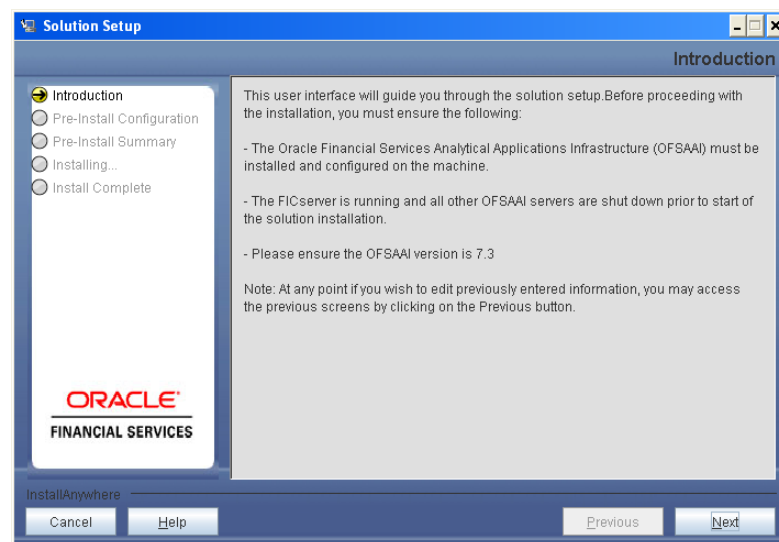 Solution Setup
Introduction
Introduction
Pre-Install Configuration
Pre-Install Summary
Installing...
Install Complete
This user interface will guide you through the solution setup.Before proceeding with
the installation, you must ensure the following:
- The Oracle Financial Services Analytical Applications Infrastructure (OFSAAI) must be
installed and configured on the machine.
- The FICserver is running and all other OFSAAI servers are shut down prior to start of
the solution installation.
- Please ensure the OFSAAI version is 7.3
Note: At any point if you wish to edit previously entered information, you may access
the previous screens by clicking on the Previous button.
ORACLE
FINANCIAL SERVICES
InstallAnywhere
Cancel
Help
Previous
Next